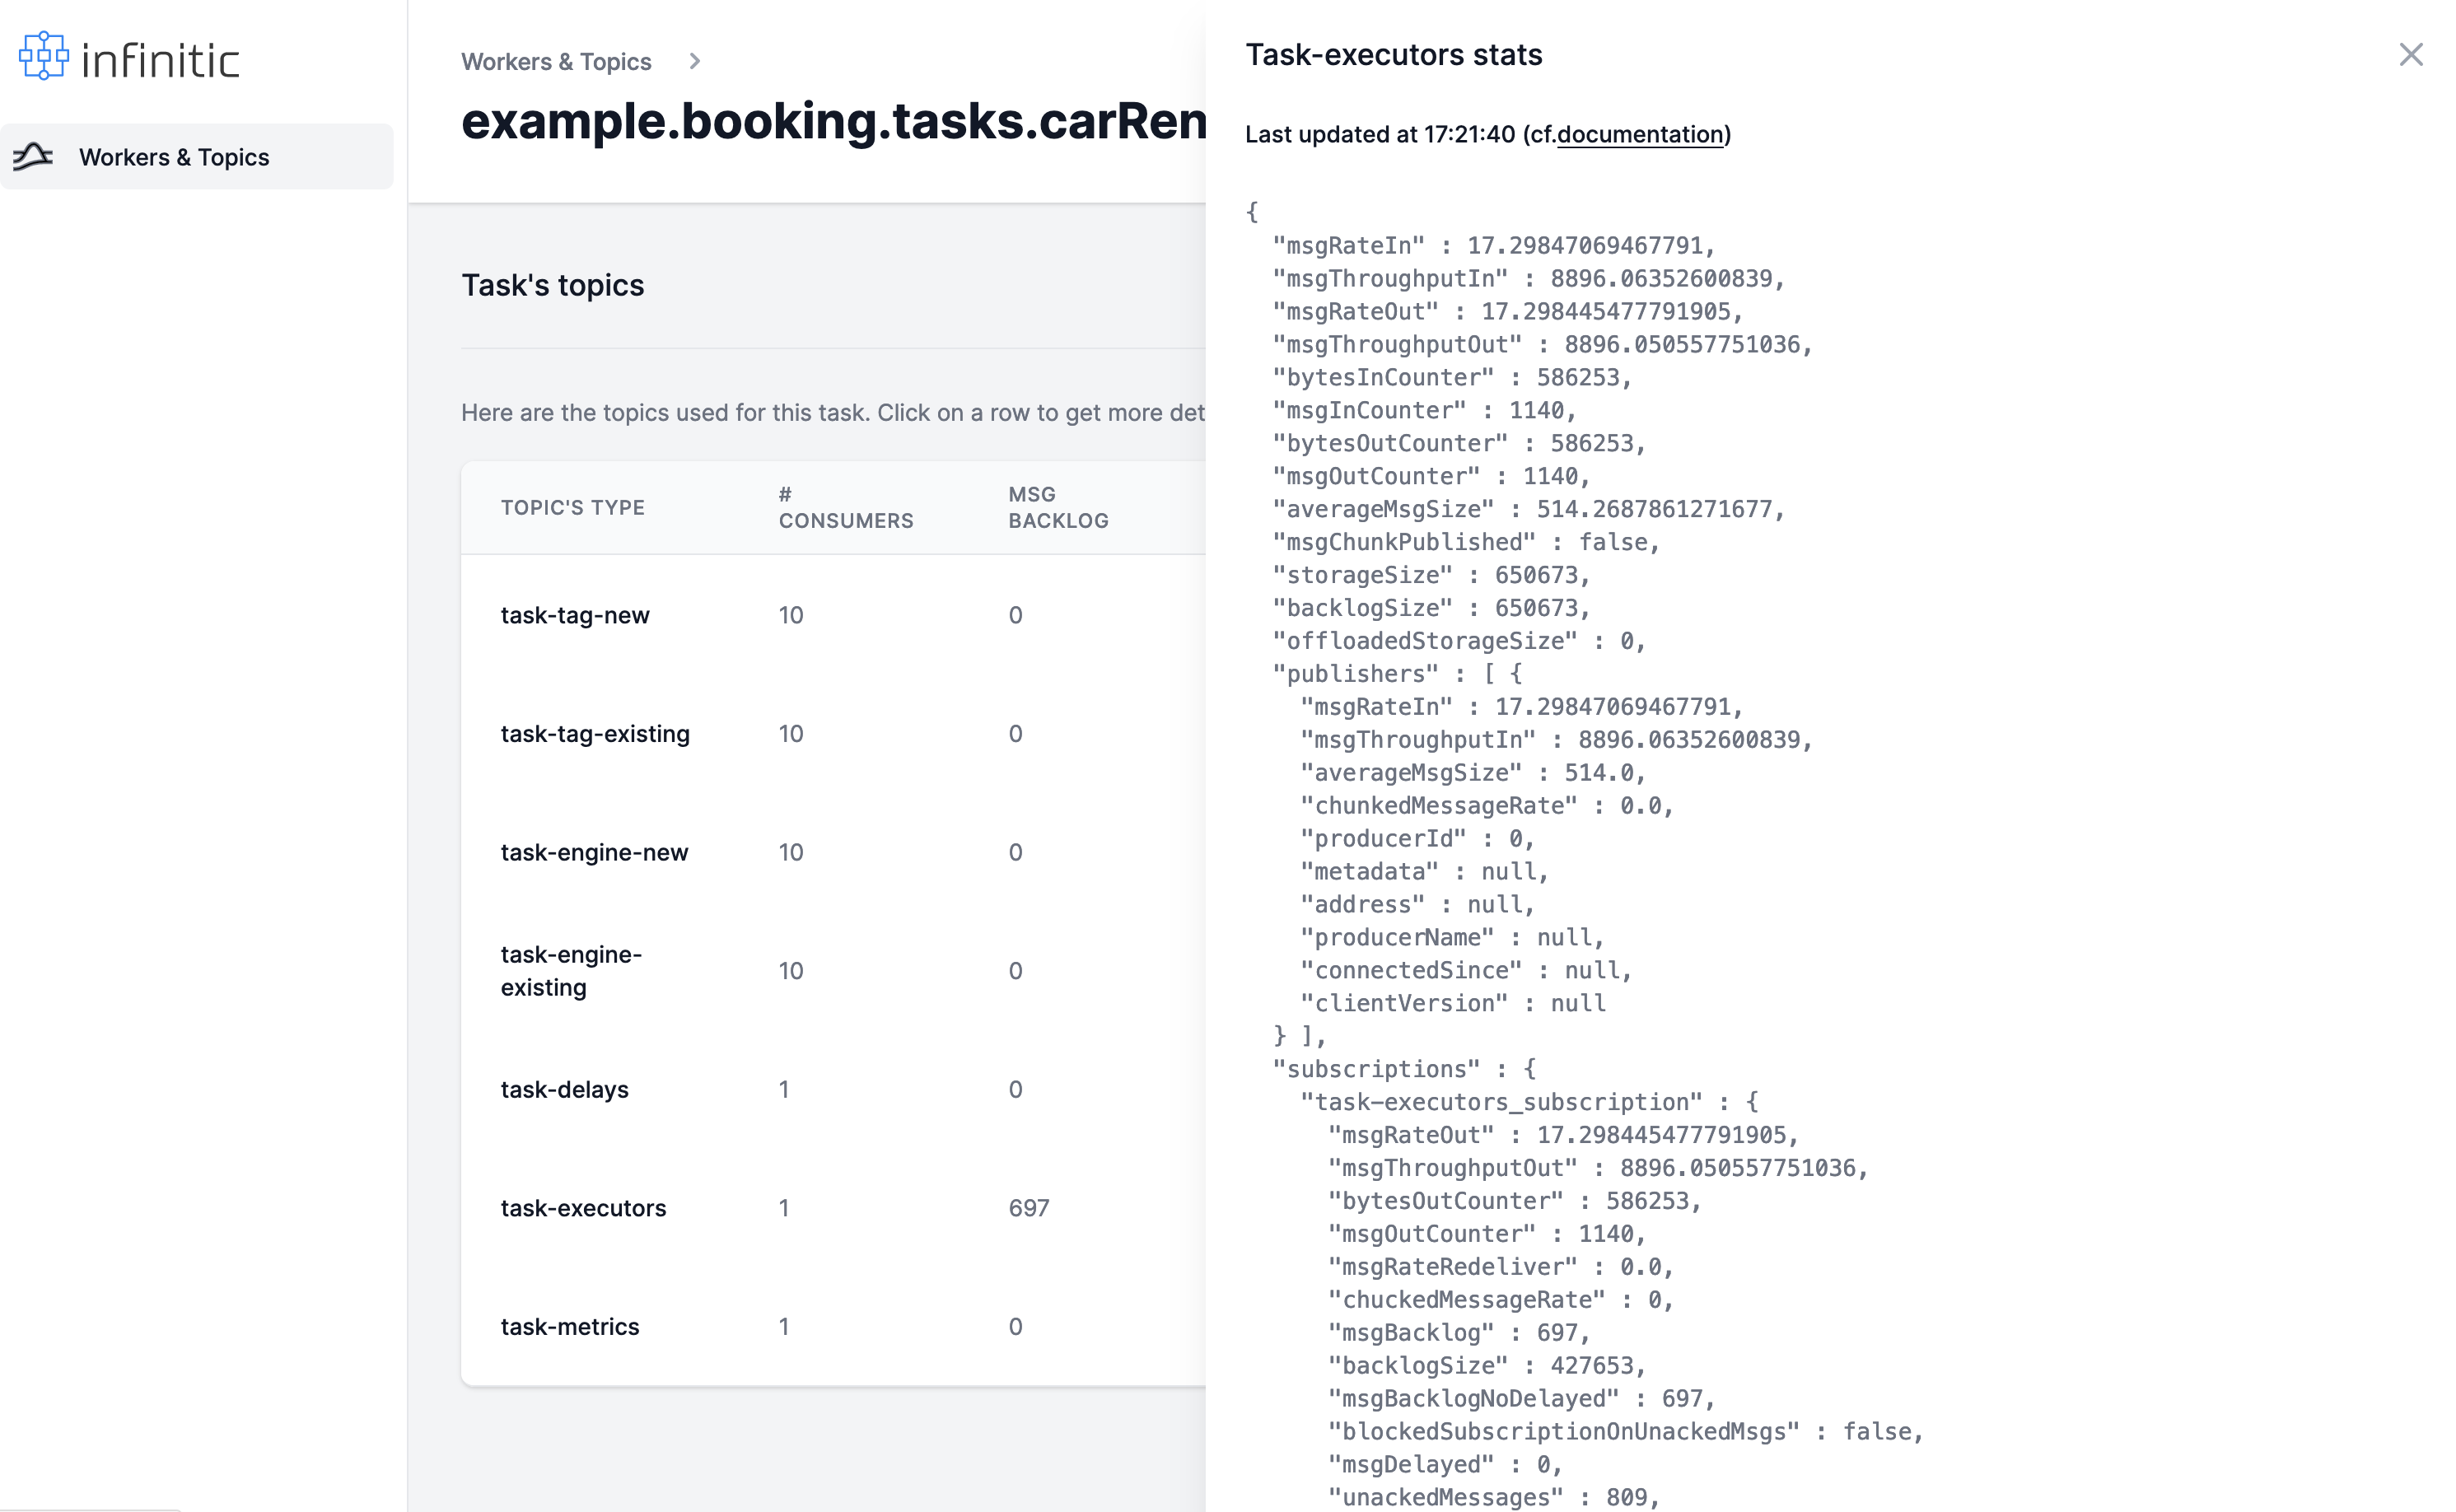 infinitic
Workers & Topics
Workers & Topics
example.booking.tasks.carRen
Task's topics
Here are the topics used for this task. Click on a row to get more det
TOPIC'S TYPE
#
CONSUMERS
MSG
BACKLOG
task-tag-new 10 0
task-tag-existing 10 0
task-engine-new 10 0
task-engine-
existing
10 0
task-delays 1 0
task-executors 1 697
task-metrics 1 0
Task-executors stats
Last updated at 17:21:40 (cf.documentation)
{
"msgRateIn" : 17.29847069467791,
"msgThroughputIn" : 8896.06352600839,
"msgRateOut" : 17.298445477791905,
"msgThroughputOut" : 8896.050557751036,
"bytesInCounter" : 586253,
"msgInCounter" : 1140,
"bytesOutCounter" : 586253,
"msgOutCounter" : 1140,
"averageMsgSize" : 514.2687861271677,
"msgChunkPublished" : false,
"storageSize" : 650673,
"backlogSize" : 650673,
"offloadedStorageSize" : 0,
"publishers" : [ {
"msgRateIn" : 17.29847069467791,
"msgThroughputIn" : 8896.06352600839,
"averageMsgSize" : 514.0,
"chunkedMessageRate" : 0.0,
"producerId" : 0,
"metadata" : null,
"address" : null,
"producerName" : null,
"connectedSince" : null,
"clientVersion" : null
} ],
"subscriptions" : {
"task-executors_subscription" : {
"msgRateOut" : 17.298445477791905,
"msgThroughputOut" : 8896.050557751036,
"bytesOutCounter" : 586253,
"msgOutCounter" : 1140,
"msgRateRedeliver" : 0.0,
"chuckedMessageRate" : 0,
"msgBacklog" : 697,
"backlogSize" : 427653,
"msgBacklogNoDelayed" : 697,
"blockedSubscriptionOnUnackedMsgs" : false,
"msgDelayed" : 0,
"unackedMessages" : 809,